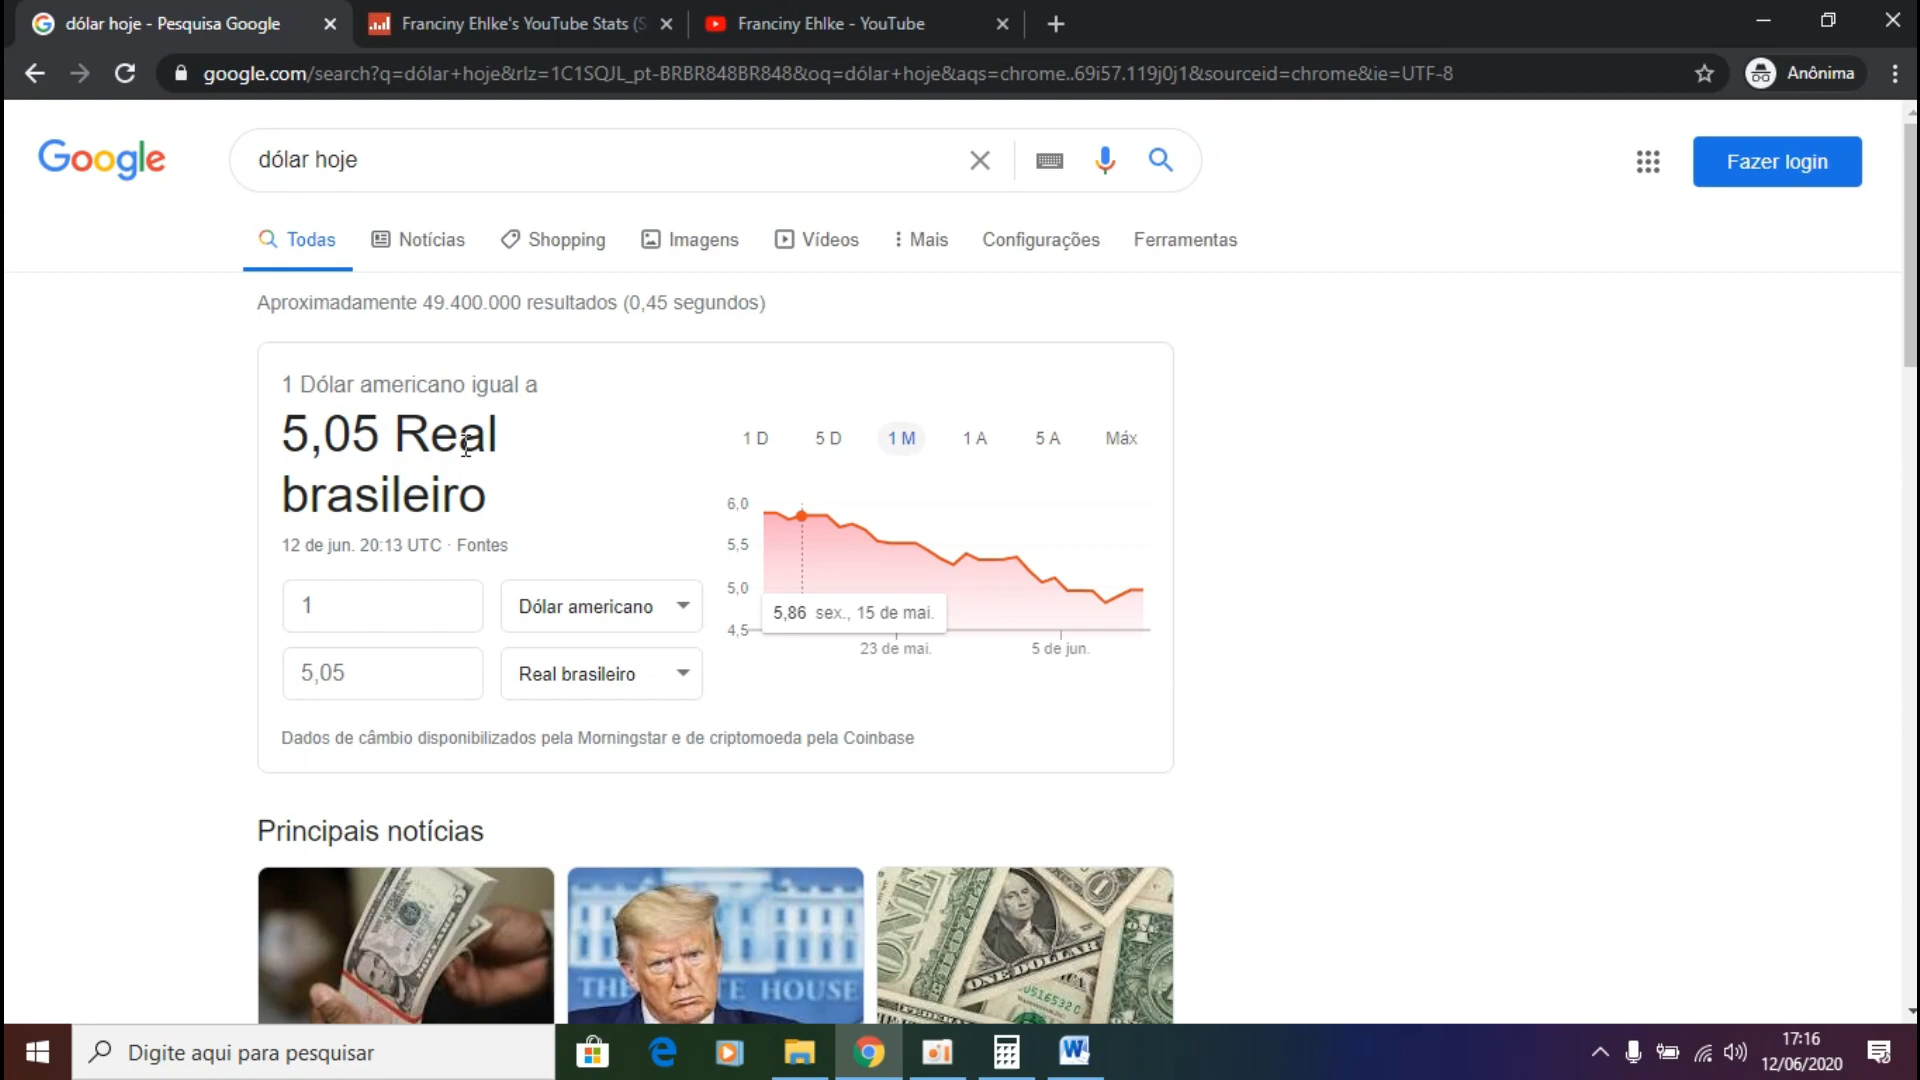 dólar hoje - Pesquisa Google
Franciny Ehlke's YouTube Stats (S
Franciny Ehlke - YouTube
google.com/search?q=dólar+hoje&rlz=1C1SQJL_pt-BRBR848BR848&oq=dólar+hoje&aqs=chrome..69i57.119j0j1&sourceid=chrome&ie=UTF-8
Anônima
Google
dólar hoje
Fazer login
Todas
Notícias
Shopping
Imagens
Vídeos
Mais
Configurações
Ferramentas
Aproximadamente 49.400.000 resultados (0,45 segundos)
1 Dólar americano igual a
5,05 Real
brasileiro
12 de jun. 20:13 UTC · Fontes
1 Dólar americano
5,05 Real brasileiro
1 D 5 D 1 M 1 A 5 A Máx
6,0
5,5
5,0
4,5
5,86 sex., 15 de mai.
23 de mai. 5 de jun.
Dados de câmbio disponibilizados pela Morningstar e de criptomoeda pela Coinbase
Principais notícias
THE WHITE HOUSE
ONE DOLLAR
Digite aqui para pesquisar
17:16
12/06/2020